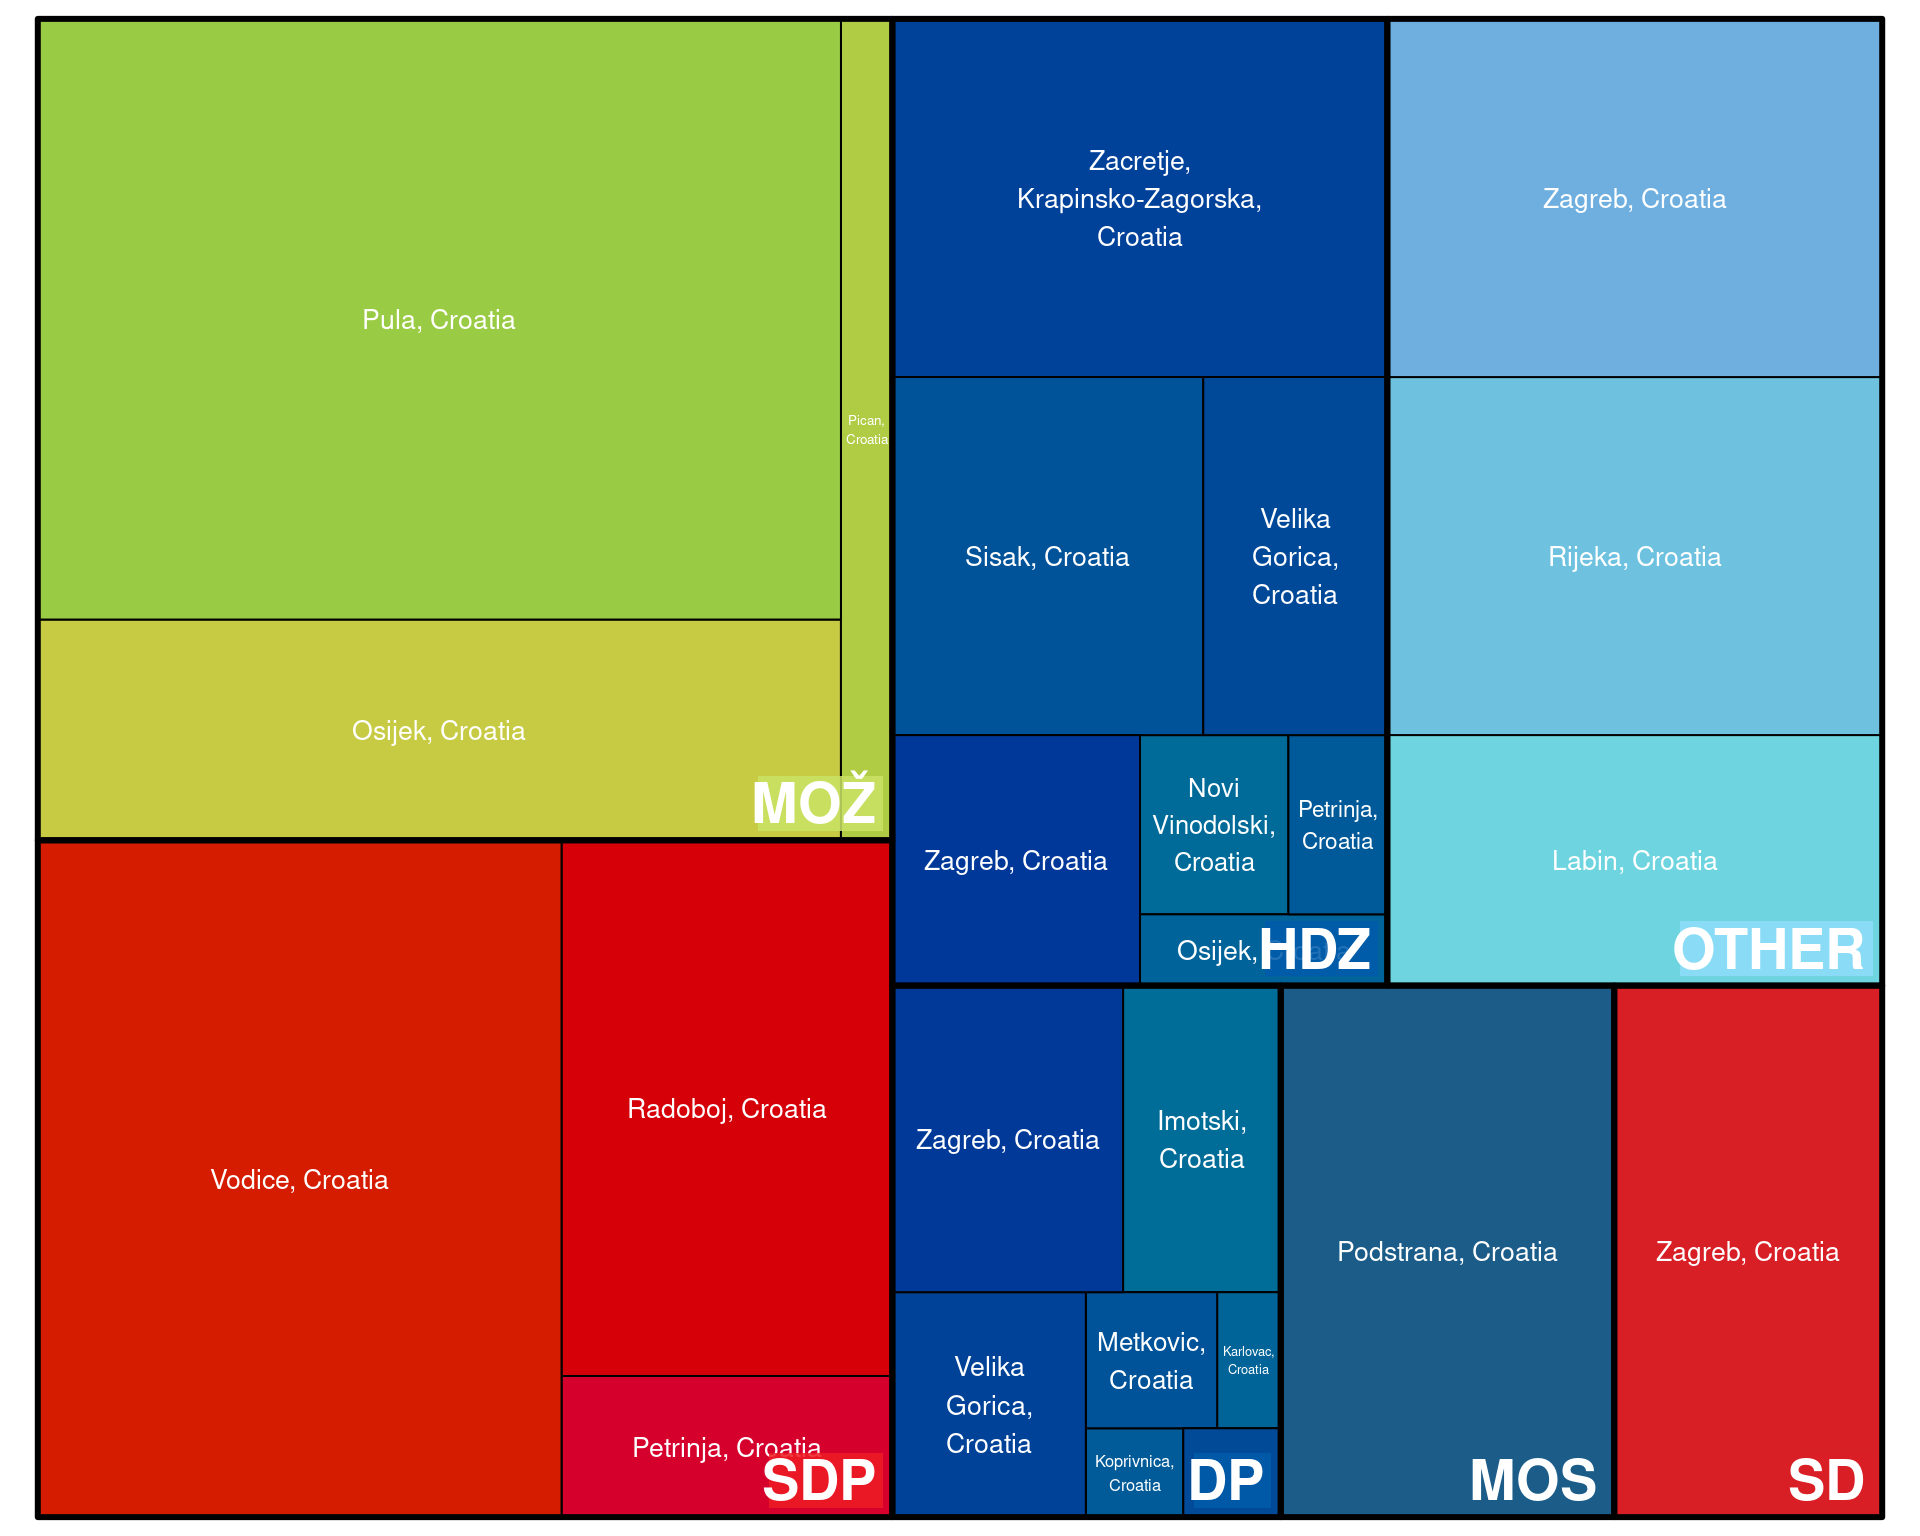 Pula, Croatia
Pican,
Croatia
Osijek, Croatia
MOŽ
Zacretje,
Krapinsko-Zagorska,
Croatia
Sisak, Croatia
Velika
Gorica,
Croatia
Zagreb, Croatia
Novi
Vinodolski,
Croatia
Petrinja,
Croatia
Osijek, Croatia
HDZ
Zagreb, Croatia
Rijeka, Croatia
Labin, Croatia
OTHER
Vodice, Croatia
Radoboj, Croatia
Petrinja, Croatia
SDP
Zagreb, Croatia
Imotski,
Croatia
Velika
Gorica,
Croatia
Metkovic,
Croatia
Karlovac,
Croatia
Koprivnica,
Croatia
DP
Podstrana, Croatia
MOS
Zagreb, Croatia
SD